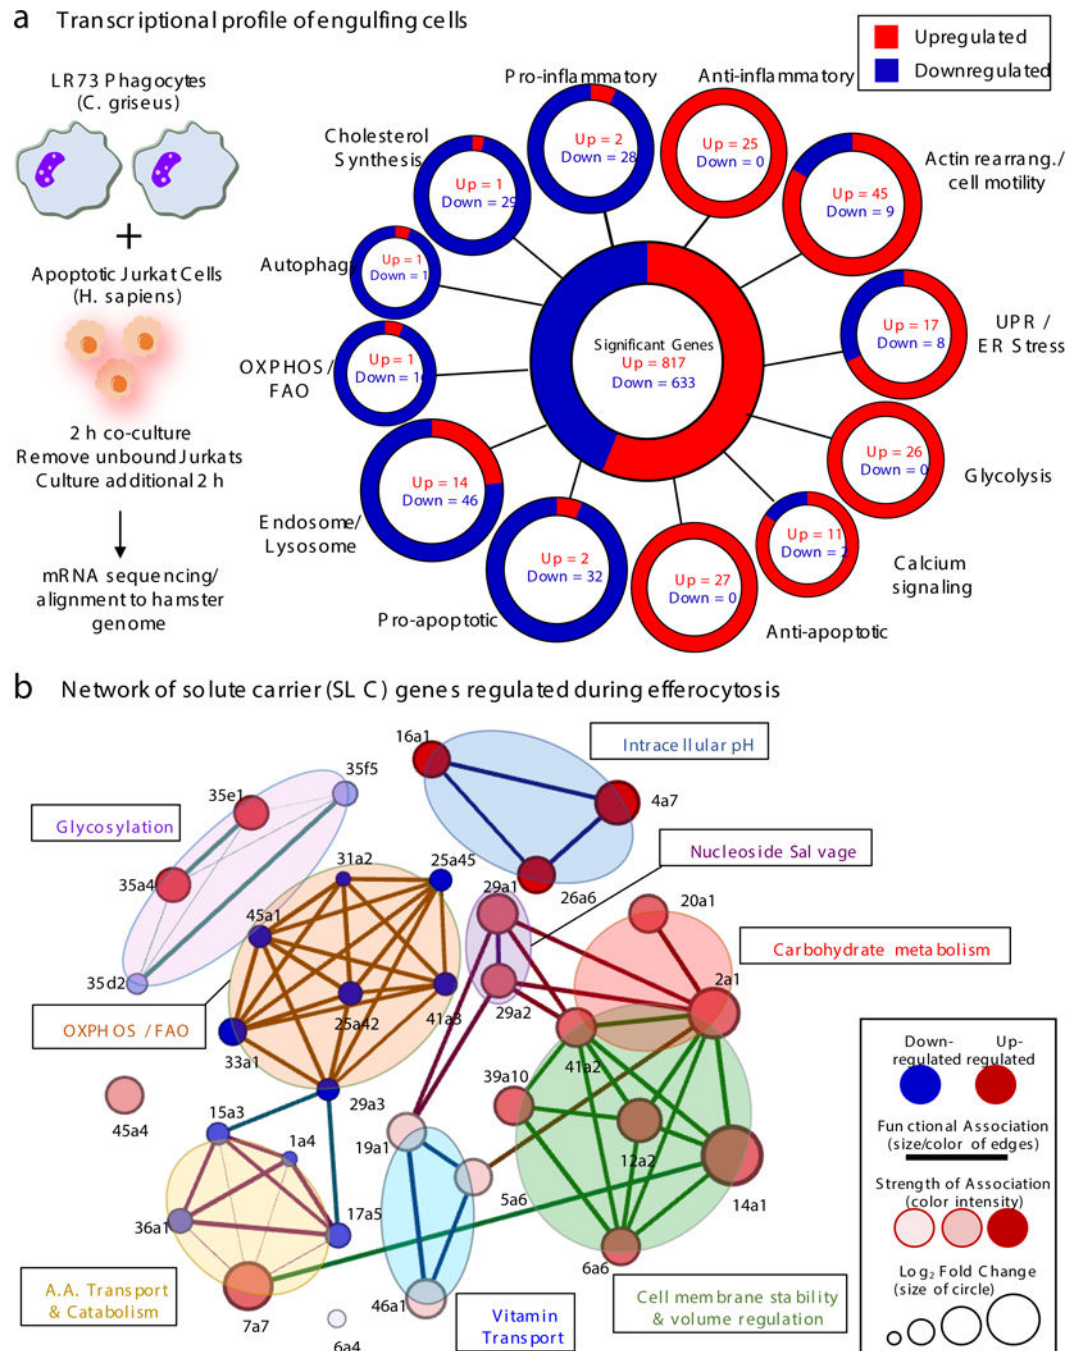 a Transcriptional profile of engulfing cells
Upregulated
Downregulated
LR73 Phagocytes
(C. griseus)
+
Apoptotic Jurkat Cells
(H. sapiens)
2 h co-culture
Remove unbound Jurkats
Culture additional 2 h
mRNA sequencing/
alignment to hamster
genome
Pro-inflammatory
Up = 2
Down = 28
Anti-inflammatory
Up = 25
Down = 0
Cholesterol
Synthesis
Up = 1
Down = 29
Actin rearrang./
cell motility
Up = 45
Down = 9
Autophagy
Up = 1
Down = 1
UPR /
ER Stress
Up = 17
Down = 8
Significant Genes
Up = 817
Down = 633
OXPHOS/
FAO
Up = 1
Down = 16
Glycolysis
Up = 26
Down = 0
Endosome/
Lysosome
Up = 14
Down = 46
Calcium
signaling
Up = 11
Down = 2
Pro-apoptotic
Up = 2
Down = 32
Anti-apoptotic
Up = 27
Down = 0
b Network of solute carrier (SLC) genes regulated during efferocytosis
Intracellular pH
16a1
4a7
26a6
Glycosylation
35f5
35e1
35a4
35d2
Nucleoside Salvage
29a1
29a2
OXPHOS / FAO
31a2
25a45
45a1
25a42
41a3
33a1
29a3
Carbohydrate metabolism
20a1
2a1
41a2
39a10
12a2
14a1
6a6
Cell membrane stability
& volume regulation
45a4
15a3
1a4
36a1
17a5
7a7
A.A. Transport
& Catabolism
6a4
19a1
5a6
46a1
Vitamin
Transport
Down-
regulated
Up-
regulated
Functional Association
(size/color of edges)
Strength of Association
(color intensity)
Log2 Fold Change
(size of circle)